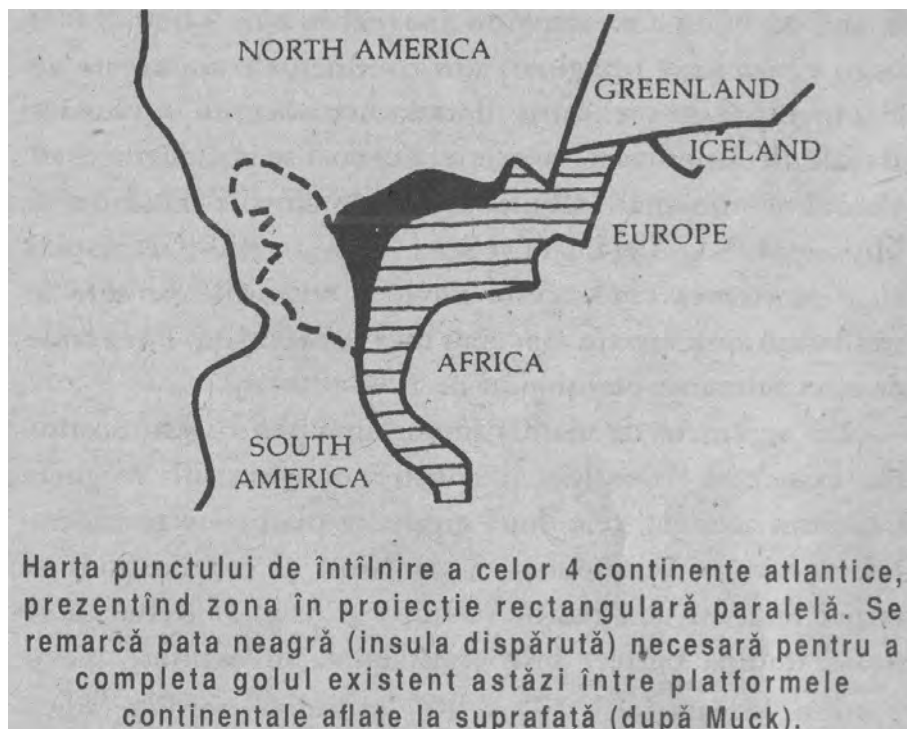 NORTH AMERICA
GREENLAND
ICELAND
EUROPE
AFRICA
SOUTH
AMERICA
Harta punctului de întîlnire a celor 4 continente atlantice,
prezentînd zona în proiecție rectangulară paralelă. Se
remarcă pata neagră (insula dispărută) necesară pentru a
completa golul existent astăzi între platformele
continentale aflate la suprafață (după Muck).